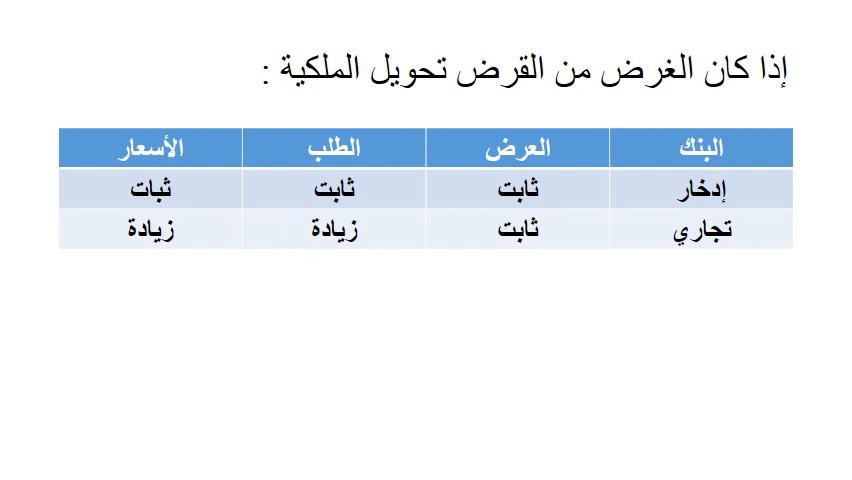 إذا كان الغرض من القرض تحويل الملكية :
البنك العرض الطلب الأسعار
إدخار ثابت ثابت ثبات
تجاري ثابت زيادة زيادة